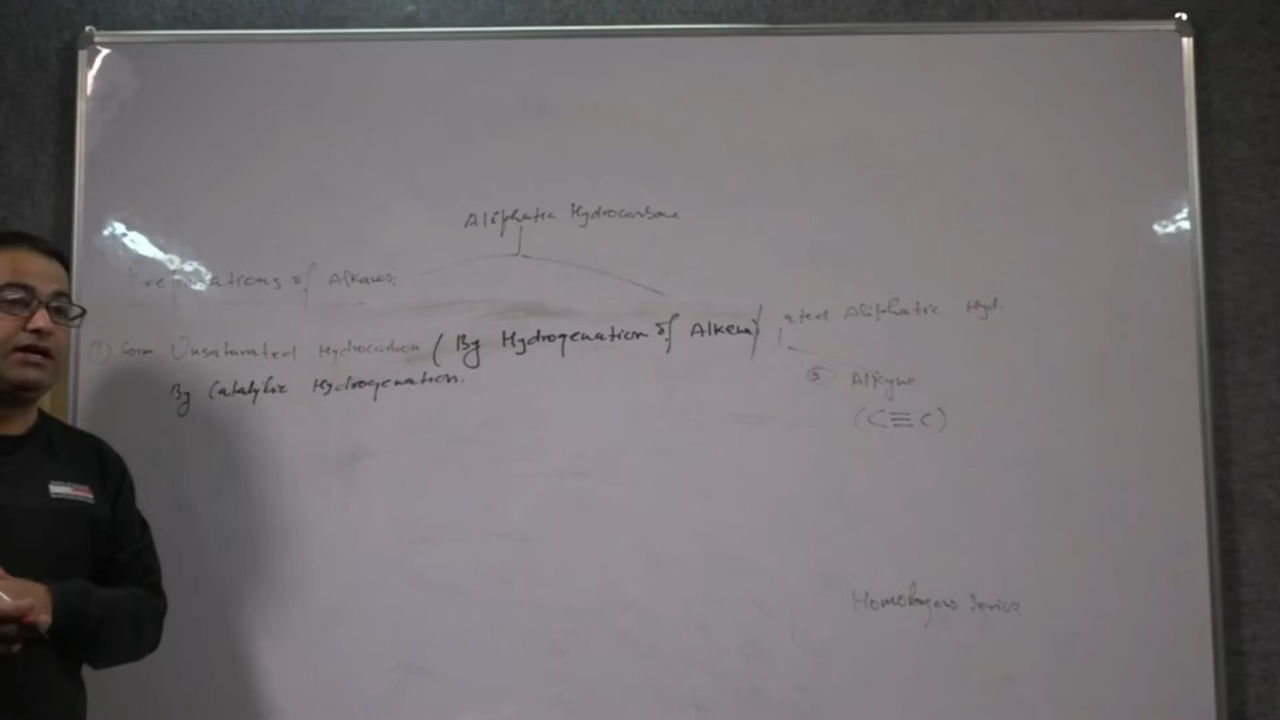 Aliphatic Hydrocarbons
Preparations of Alkanes:
(1) From Unsaturated Hydrocarbon (By Hydrogenation of Alkene)
By Catalytic Hydrogenation.
ated Aliphatic Hyd.
Alkyne
(C≡C)
Homologous Series